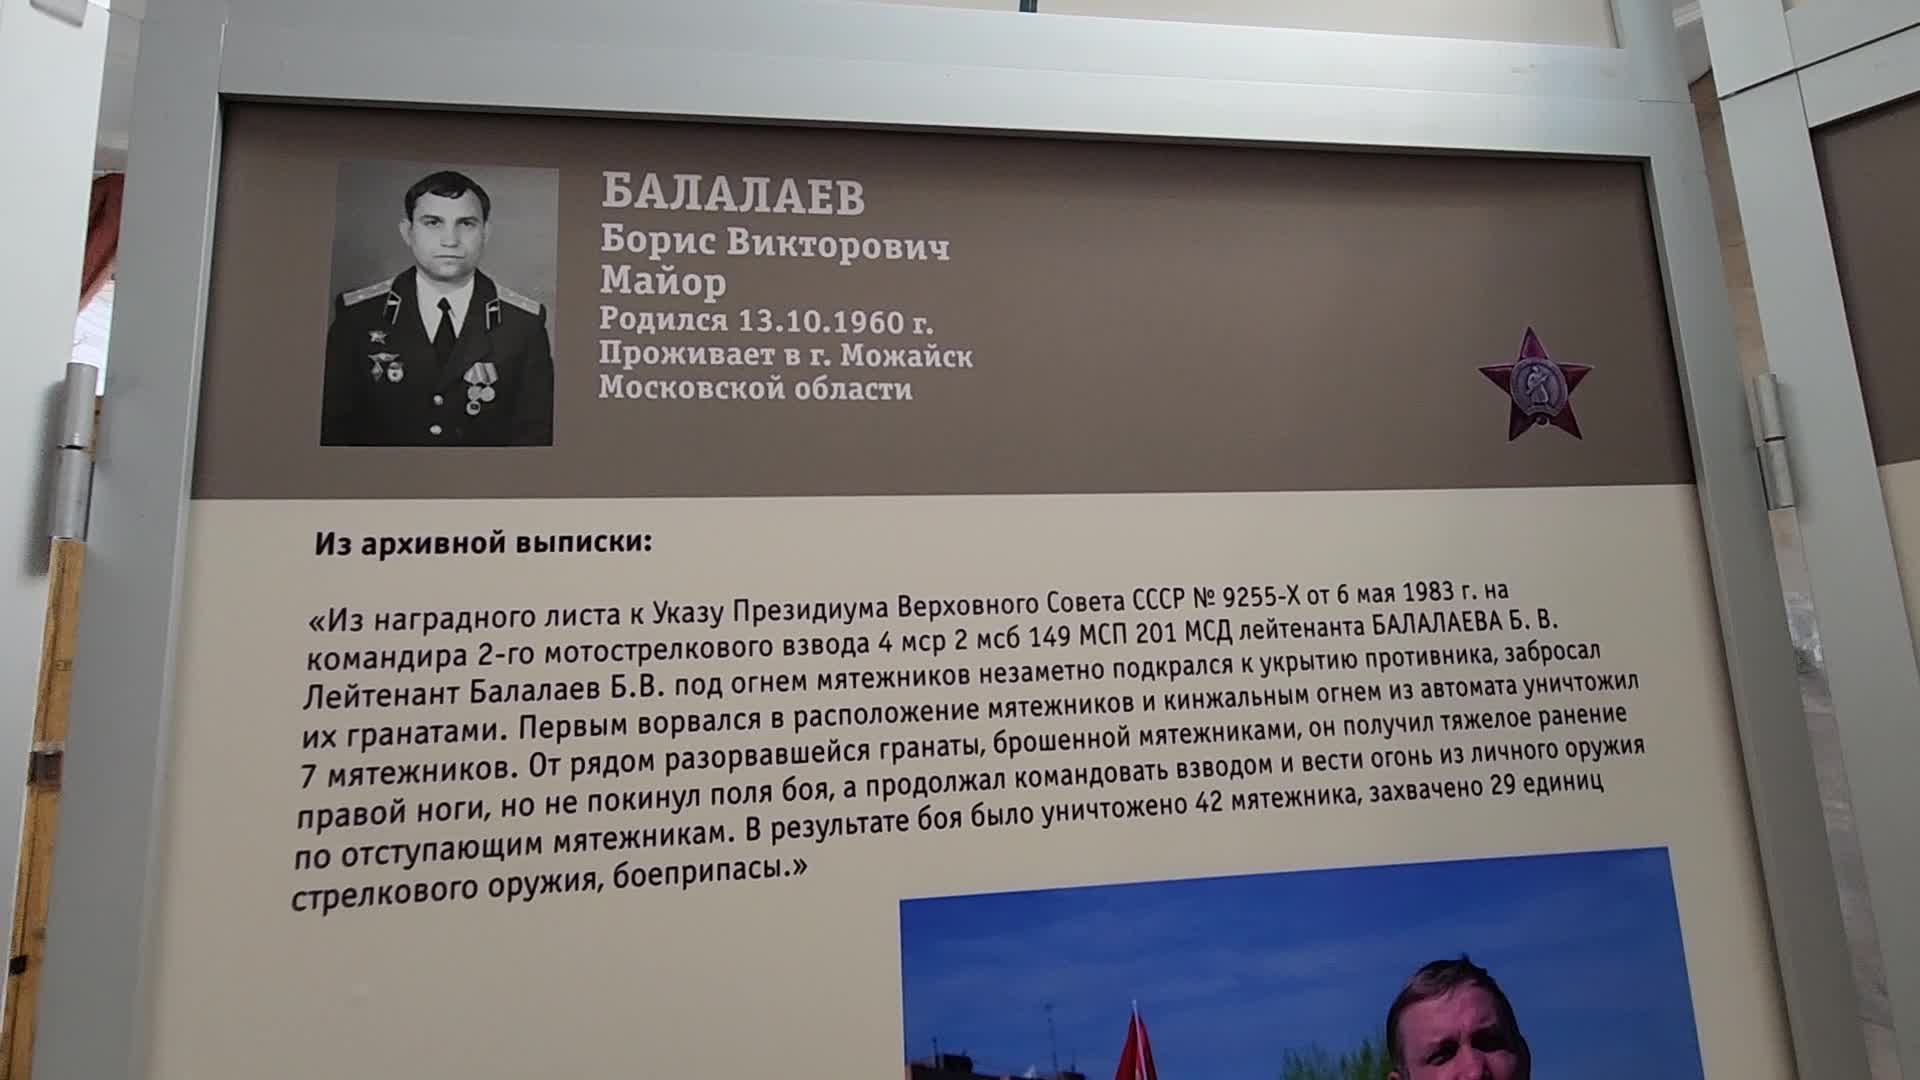 БАЛАЛАЕВ
Борис Викторович
Майор
Родился 13.10.1960 г.
Проживает в г. Можайск
Московской области
Из архивной выписки:
«Из наградного листа к Указу Президиума Верховного Совета СССР № 9255-X от 6 мая 1983 г. на
командира 2-го мотострелкового взвода 4 мср 2 мсб 149 МСП 201 МСД лейтенанта БАЛАЛАЕВА Б. В.
Лейтенант Балалаев Б.В. под огнем мятежников незаметно подкрался к укрытию противника, забросал
их гранатами. Первым ворвался в расположение мятежников и кинжальным огнем из автомата уничтожил
7 мятежников. От рядом разорвавшейся гранаты, брошенной мятежниками, он получил тяжелое ранение
правой ноги, но не покинул поля боя, а продолжал командовать взводом и вести огонь из личного оружия
по отступающим мятежникам. В результате боя было уничтожено 42 мятежника, захвачено 29 единиц
стрелкового оружия, боеприпасы.»